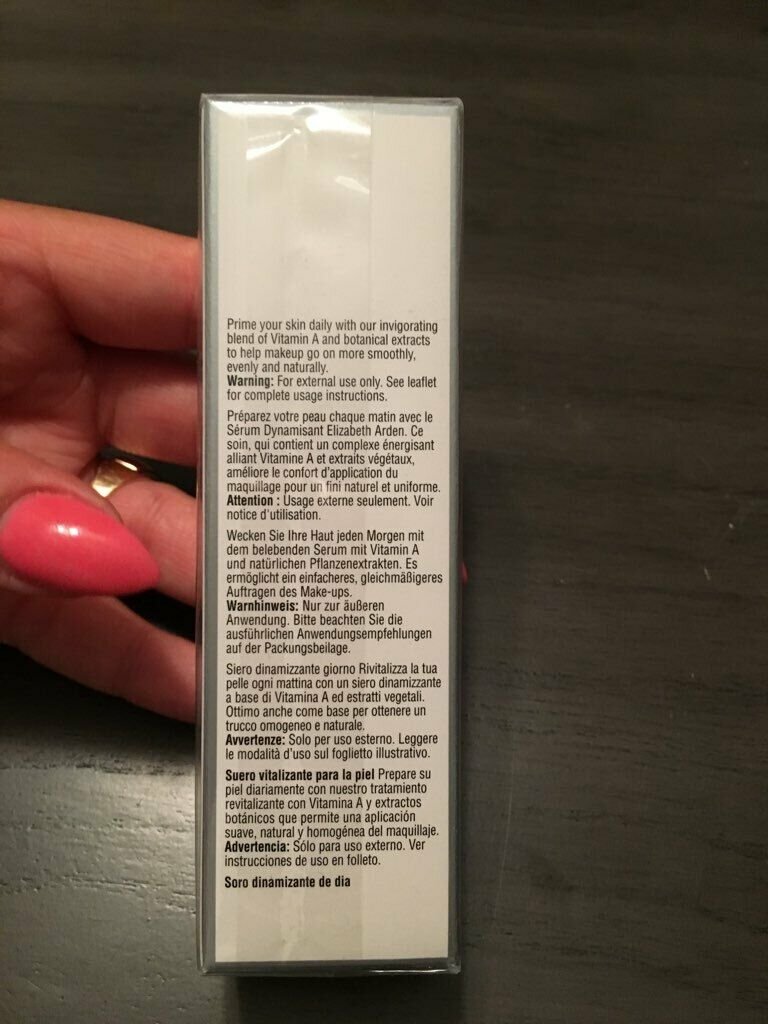 Prime your skin daily with our invigorating
blend of Vitamin A and botanical extracts
to help makeup go on more smoothly,
evenly and naturally.
Warning: For external use only. See leaflet
for complete usage instructions.
Préparez votre peau chaque matin avec le
Sérum Dynamisant Elizabeth Arden. Ce
soin, qui contient un complexe énergisant
alliant Vitamine A et extraits végétaux,
améliore le confort d'application du
maquillage pour un fini naturel et uniforme.
Attention : Usage externe seulement. Voir
notice d'utilisation.
Wecken Sie Ihre Haut jeden Morgen mit
dem belebenden Serum mit Vitamin A
und natürlichen Pflanzenextrakten. Es
ermöglicht ein einfacheres, gleichmäßigeres
Auftragen des Make-ups.
Warnhinweis: Nur zur äußeren
Anwendung. Bitte beachten Sie die
ausführlichen Anwendungsempfehlungen
auf der Packungsbeilage.
Siero dinamizzante giorno Rivitalizza la tua
pelle ogni mattina con un siero dinamizzante
a base di Vitamina A ed estratti vegetali.
Ottimo anche come base per ottenere un
trucco omogeneo e naturale.
Avvertenze: Solo per uso esterno. Leggere
le modalità d'uso sul foglietto illustrativo.
Suero vitalizante para la piel Prepare su
piel diariamente con nuestro tratamiento
revitalizante con Vitamina A y extractos
botánicos que permite una aplicación
suave, natural y homogénea del maquillaje.
Advertencia: Sólo para uso externo. Ver
instrucciones de uso en folleto.
Soro dinamizante de dia